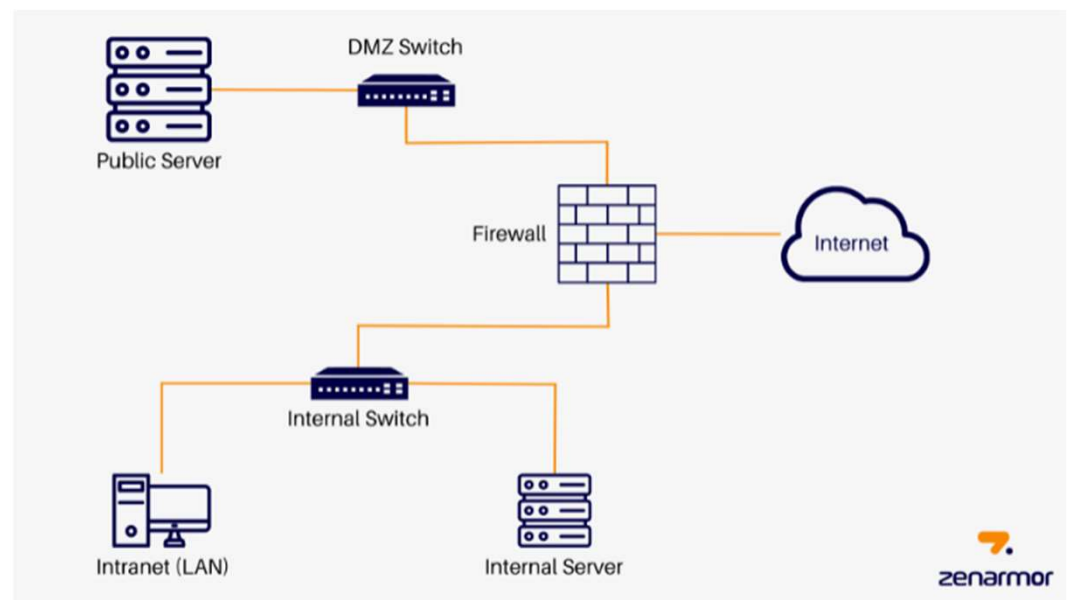 DMZ Switch
Public Server
Firewall
Internet
Internal Switch
Intranet (LAN)
Internal Server
zenarmor